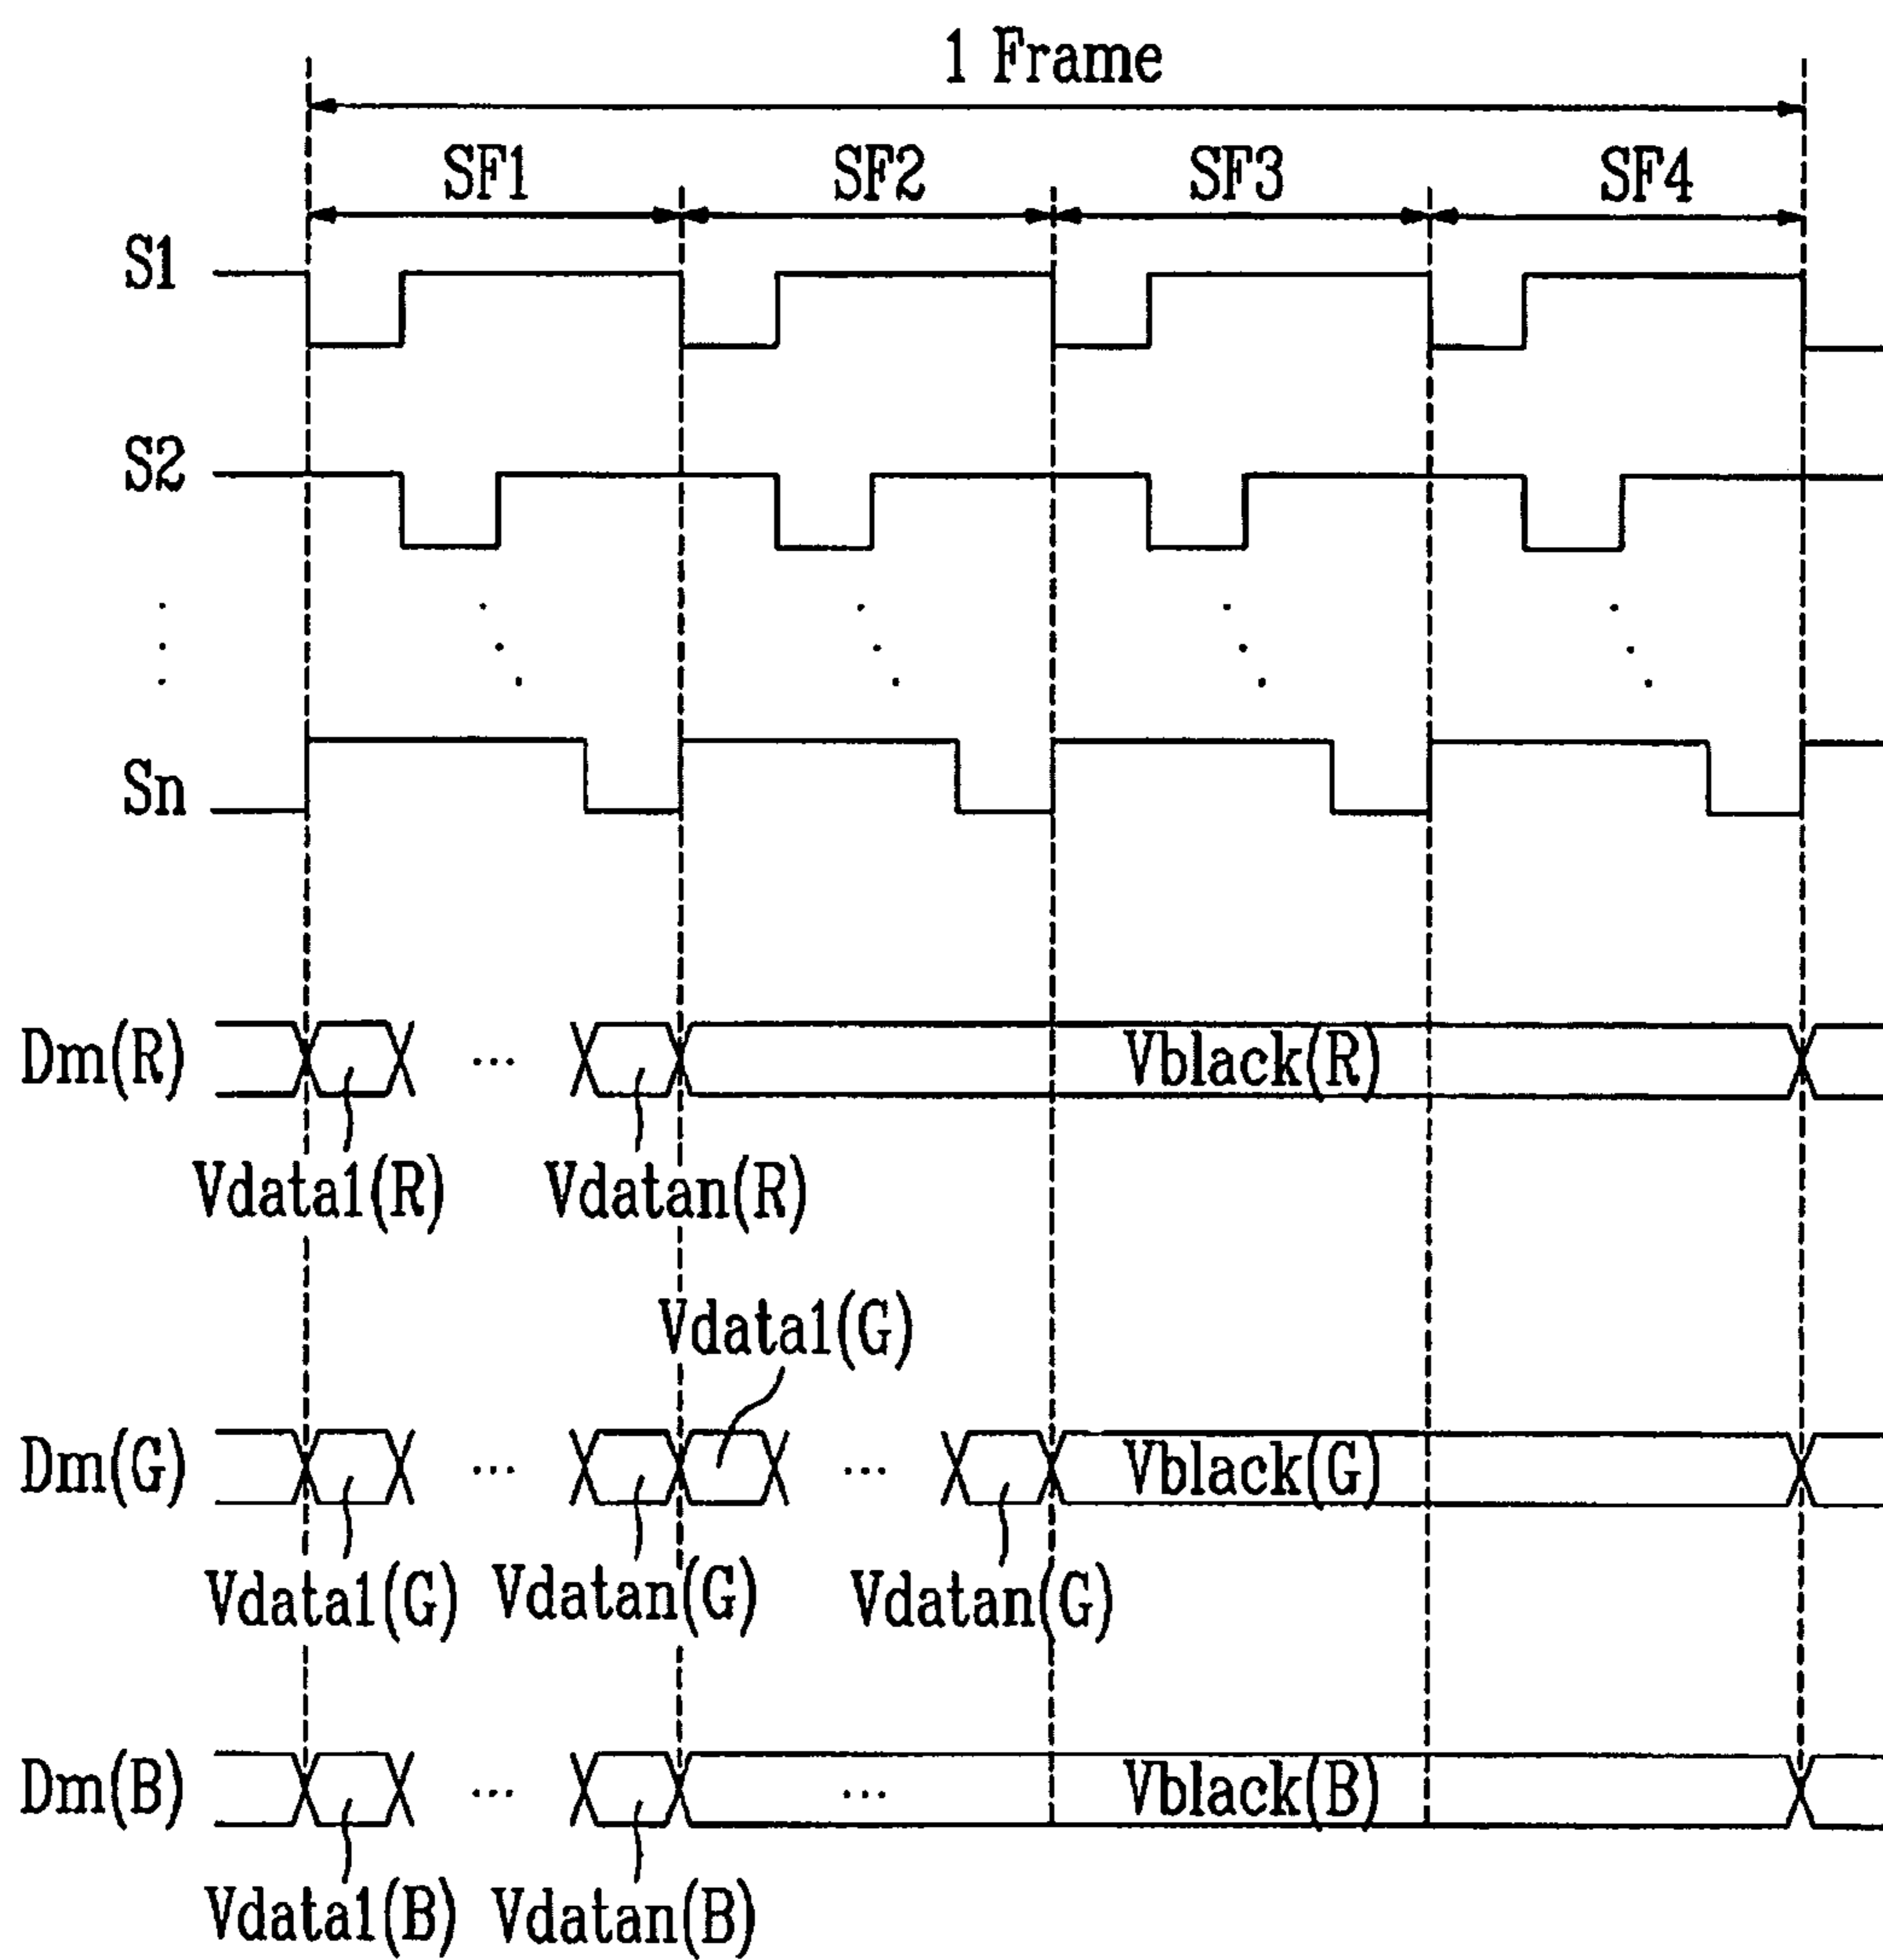 1 Frame
SF1 SF2 SF3 SF4
S1
S2
Sn
Dm(R) ... Vblack(R)
Vdata1(R) Vdatan(R)
Vdata1(G)
Dm(G) ... ... Vblack(G)
Vdata1(G) Vdatan(G) Vdatan(G)
Dm(B) ... ... Vblack(B)
Vdata1(B) Vdatan(B)